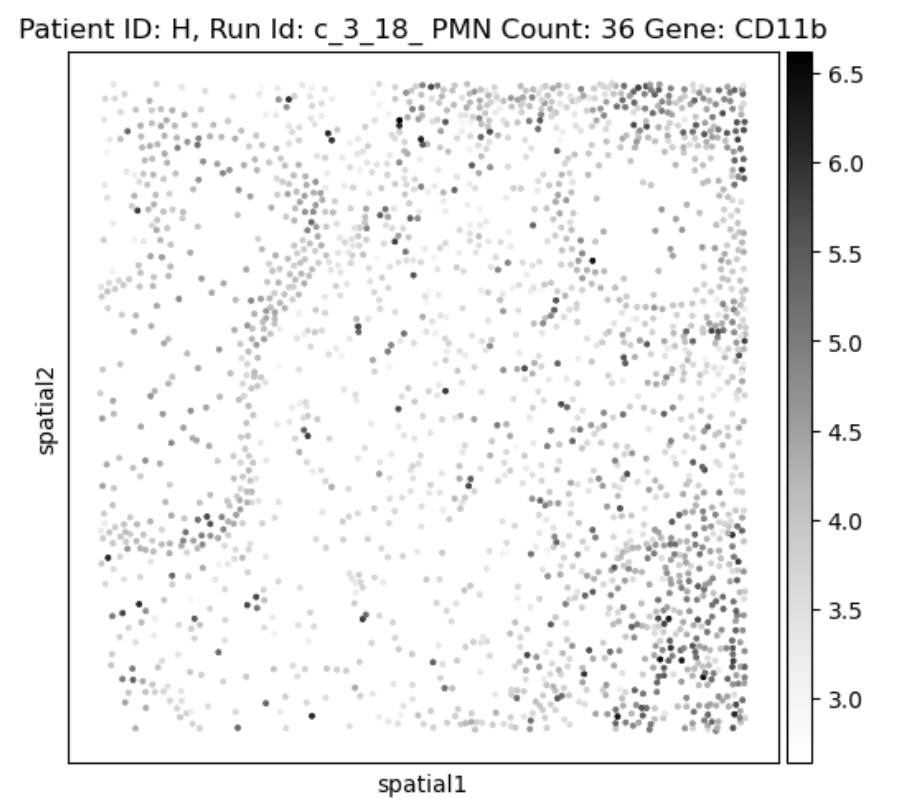 Patient ID: H, Run Id: c_3_18_ PMN Count: 36 Gene: CD11b
spatial2
spatial1
6.5
6.0
5.5
5.0
4.5
4.0
3.5
3.0